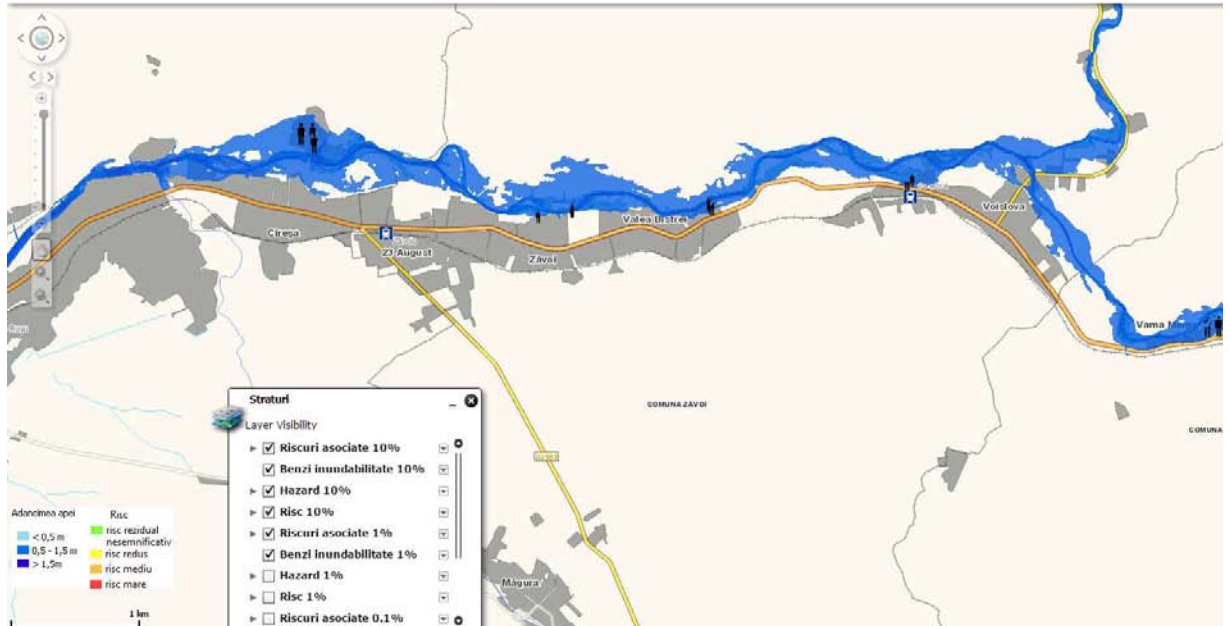 Cireșa
23 August
Valea Bistrei
Zăvoi
Voislova
Vama
COMUNA ZĂVOI
COMUNA
Măgura
Straturi
Layer Visibility
Riscuri asociate 10%
Benzi inundabilitate 10%
Hazard 10%
Risc 10%
Riscuri asociate 1%
Benzi inundabilitate 1%
Hazard 1%
Risc 1%
Riscuri asociate 0.1%
Adancimea apei
< 0,5 m
0,5 - 1,5 m
> 1,5m
Risc
risc rezidual
nesemnificativ
risc redus
risc mediu
risc mare
1 km